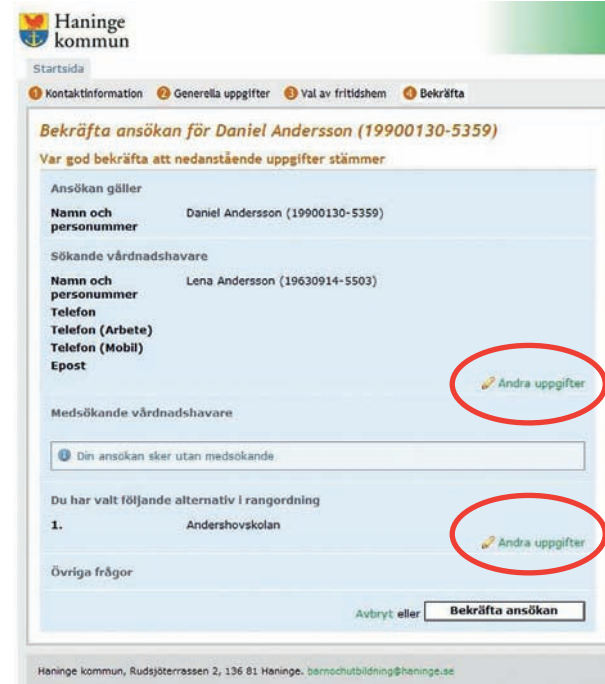 Haninge
kommun
Startsida
1 Kontaktinformation 2 Generella uppgifter 3 Val av fritidshem 4 Bekräfta
Bekräfta ansökan för Daniel Andersson (19900130-5359)
Var god bekräfta att nedanstående uppgifter stämmer
Ansökan gäller
Namn och Daniel Andersson (19900130-5359)
personummer
Sökande vårdnadshavare
Namn och Lena Andersson (19630914-5503)
personummer
Telefon
Telefon (Arbete)
Telefon (Mobil)
Epost
Ändra uppgifter
Medsökande vårdnadshavare
Din ansökan sker utan medsökande
Du har valt följande alternativ i rangordning
1. Andershovskolan
Ändra uppgifter
Övriga frågor
Avbryt eller Bekräfta ansökan
Haninge kommun, Rudsjöterrassen 2, 136 81 Haninge. barnochutbildning@haninge.se